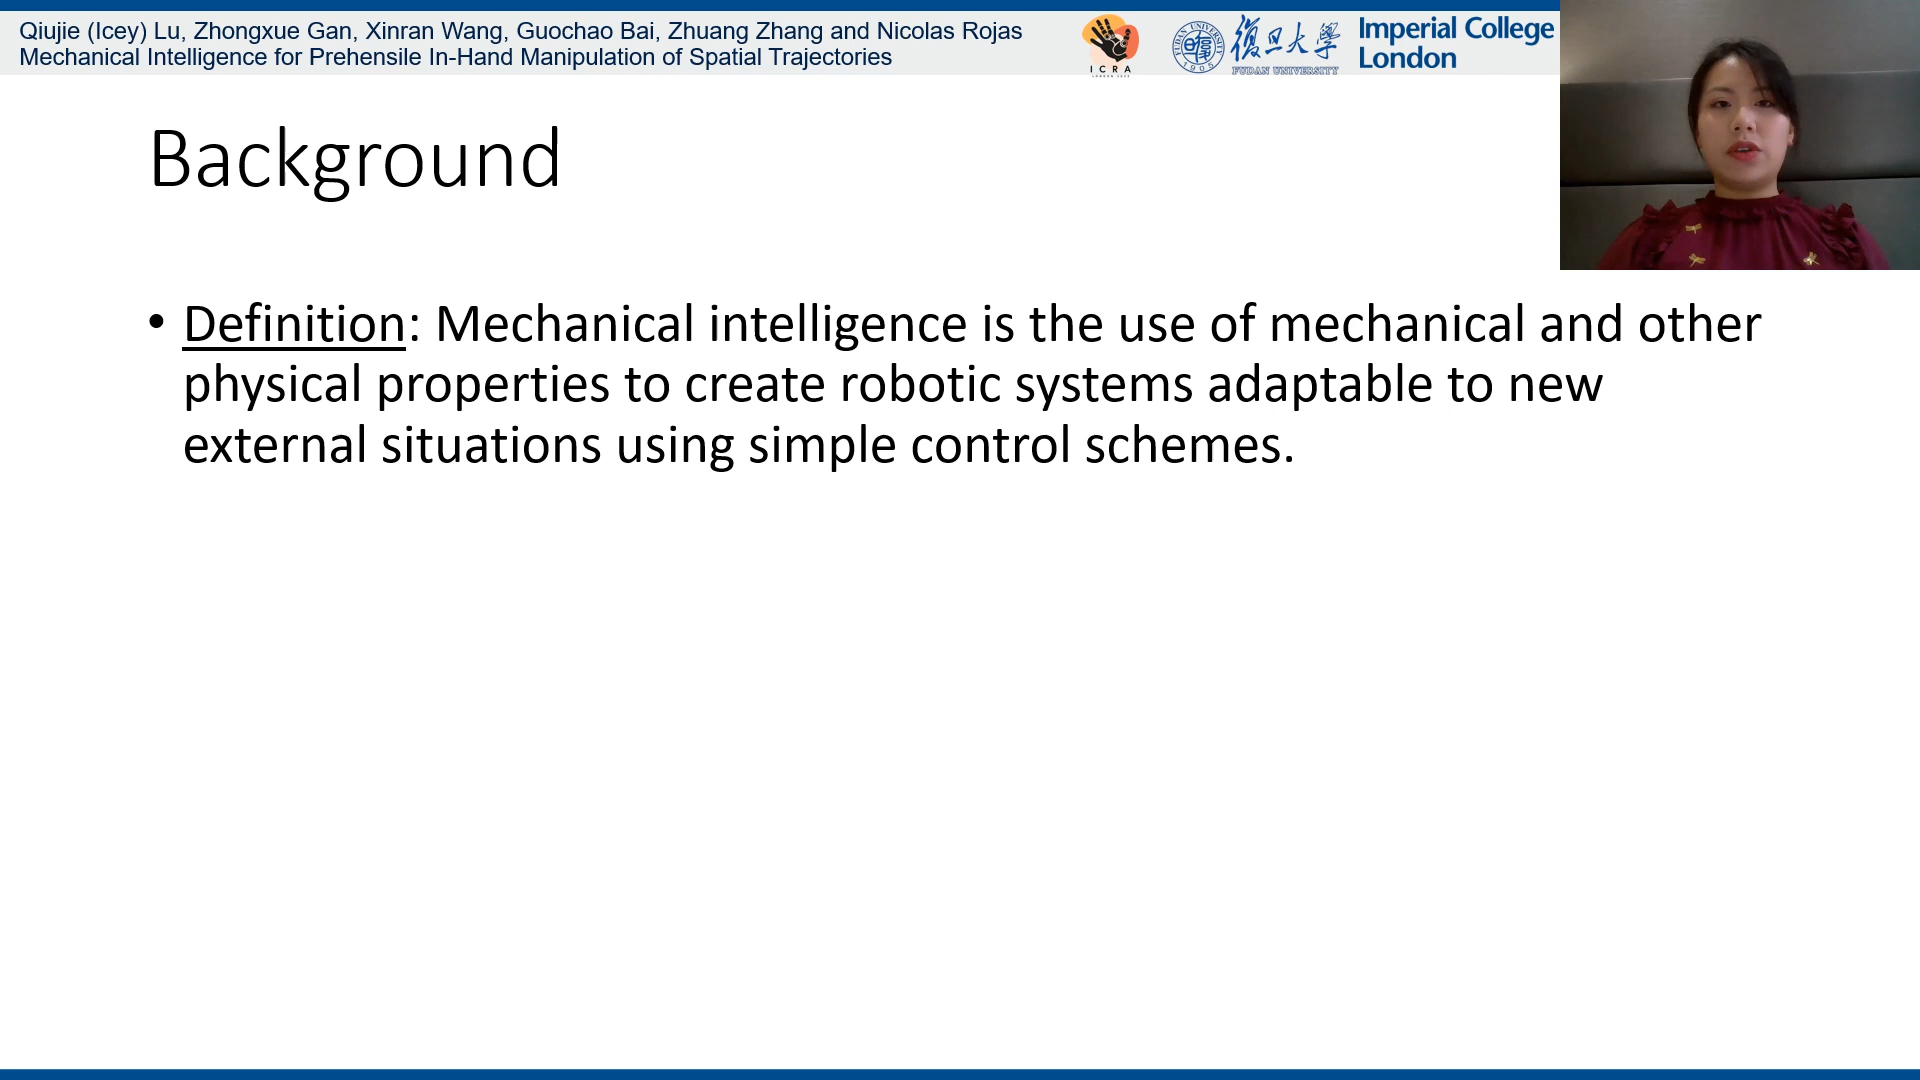 Qiujie (Icey) Lu, Zhongxue Gan, Xinran Wang, Guochao Bai, Zhuang Zhang and Nicolas Rojas
Mechanical Intelligence for Prehensile In-Hand Manipulation of Spatial Trajectories
ICRA
復旦大學
FUDAN UNIVERSITY
1905
Imperial College
London
Background
• Definition: Mechanical intelligence is the use of mechanical and other
physical properties to create robotic systems adaptable to new
external situations using simple control schemes.